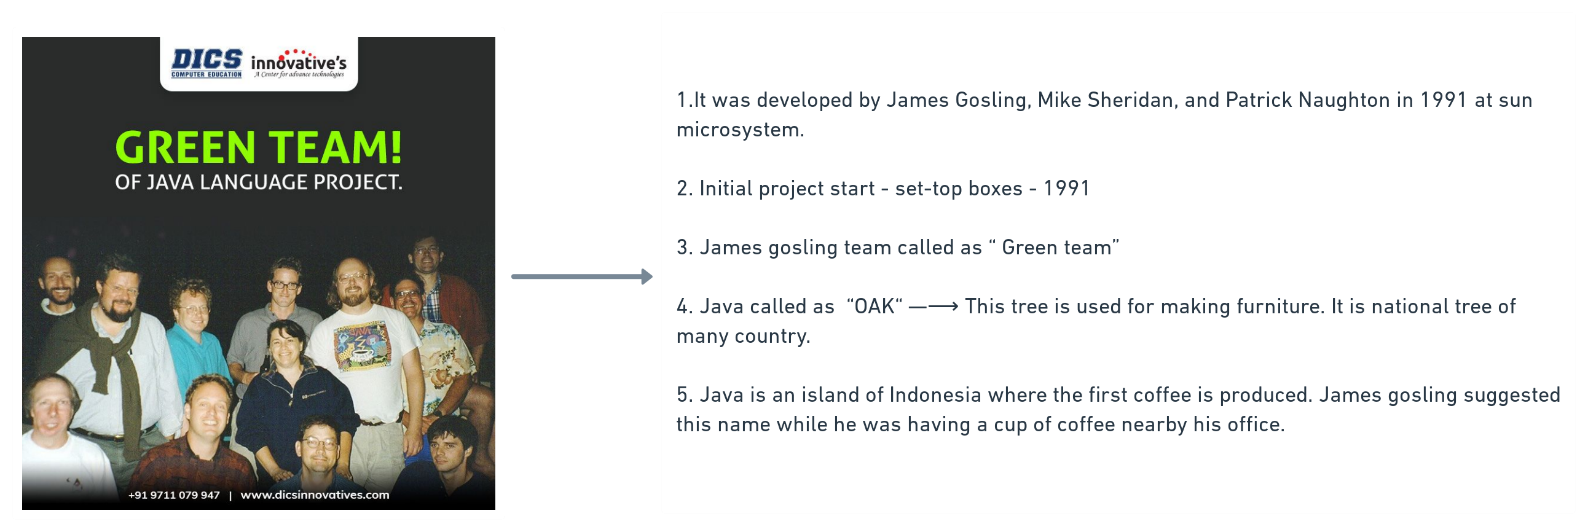 DICS
COMPUTER EDUCATION
innovative's
A Center for advance technologies
GREEN TEAM!
OF JAVA LANGUAGE PROJECT.
+91 9711 079 947 | www.dicsinnovatives.com
1.It was developed by James Gosling, Mike Sheridan, and Patrick Naughton in 1991 at sun
microsystem.
2. Initial project start - set-top boxes - 1991
3. James gosling team called as “ Green team”
4. Java called as “OAK“ —⟶ This tree is used for making furniture. It is national tree of
many country.
5. Java is an island of Indonesia where the first coffee is produced. James gosling suggested
this name while he was having a cup of coffee nearby his office.